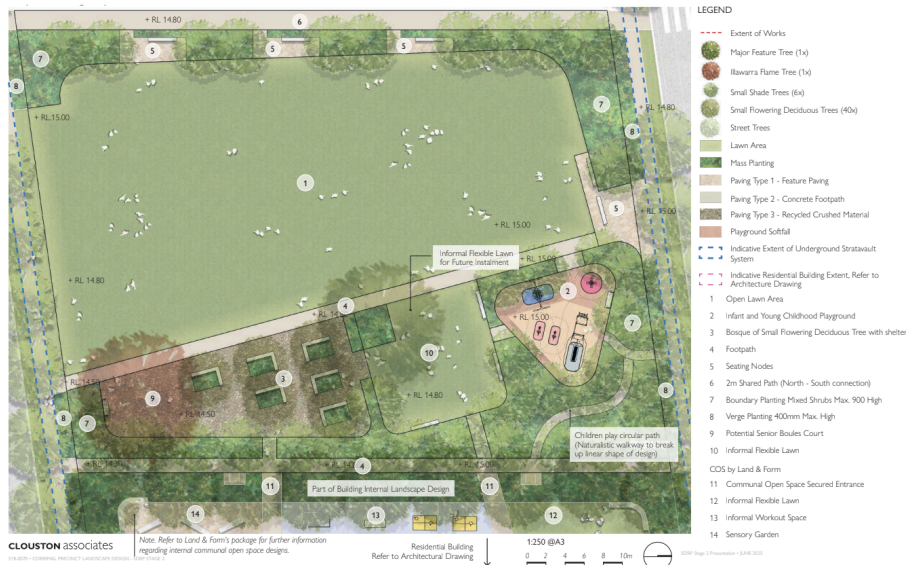 + RL 14.80
6
5
5
5
7
8
+ RL.15.00
7
+ RL 14.80
8
1
5
+ RL 15.00
+ RL 15.00
Informal Flexible Lawn
for Future Instalment
+ RL 15.00
+ RL 14.80
2
4
+ RL 15.00
7
10
3
9
+ RL 14.80
+ RL 14.50
8
7
8
Children play circular path
(Naturalistic walkway to break
up linear shape of design)
4
11
Part of Building Internal Landscape Design
11
14
13
12
Note. Refer to Land & Form's package for further information
regarding internal communal open space designs.
Residential Building
Refer to Architectural Drawing
1:250 @A3
0 2 4 6 8 10m
CLOUSTON associates
SDRP Stage 2 Presentation • JUNE 2025
LEGEND
Extent of Works
Major Feature Tree (1x)
Illawarra Flame Tree (1x)
Small Shade Trees (6x)
Small Flowering Deciduous Trees (40x)
Street Trees
Lawn Area
Mass Planting
Paving Type 1 - Feature Paving
Paving Type 2 - Concrete Footpath
Paving Type 3 - Recycled Crushed Material
Playground Softfall
Indicative Extent of Underground Stratavault
System
Indicative Residential Building Extent, Refer to
Architecture Drawing
1 Open Lawn Area
2 Infant and Young Childhood Playground
3 Bosque of Small Flowering Deciduous Tree with shelter
4 Footpath
5 Seating Nodes
6 2m Shared Path (North - South connection)
7 Boundary Planting Mixed Shrubs Max. 900 High
8 Verge Planting 400mm Max. High
9 Potential Senior Boules Court
10 Informal Flexible Lawn
COS by Land & Form
11 Communal Open Space Secured Entrance
12 Informal Flexible Lawn
13 Informal Workout Space
14 Sensory Garden